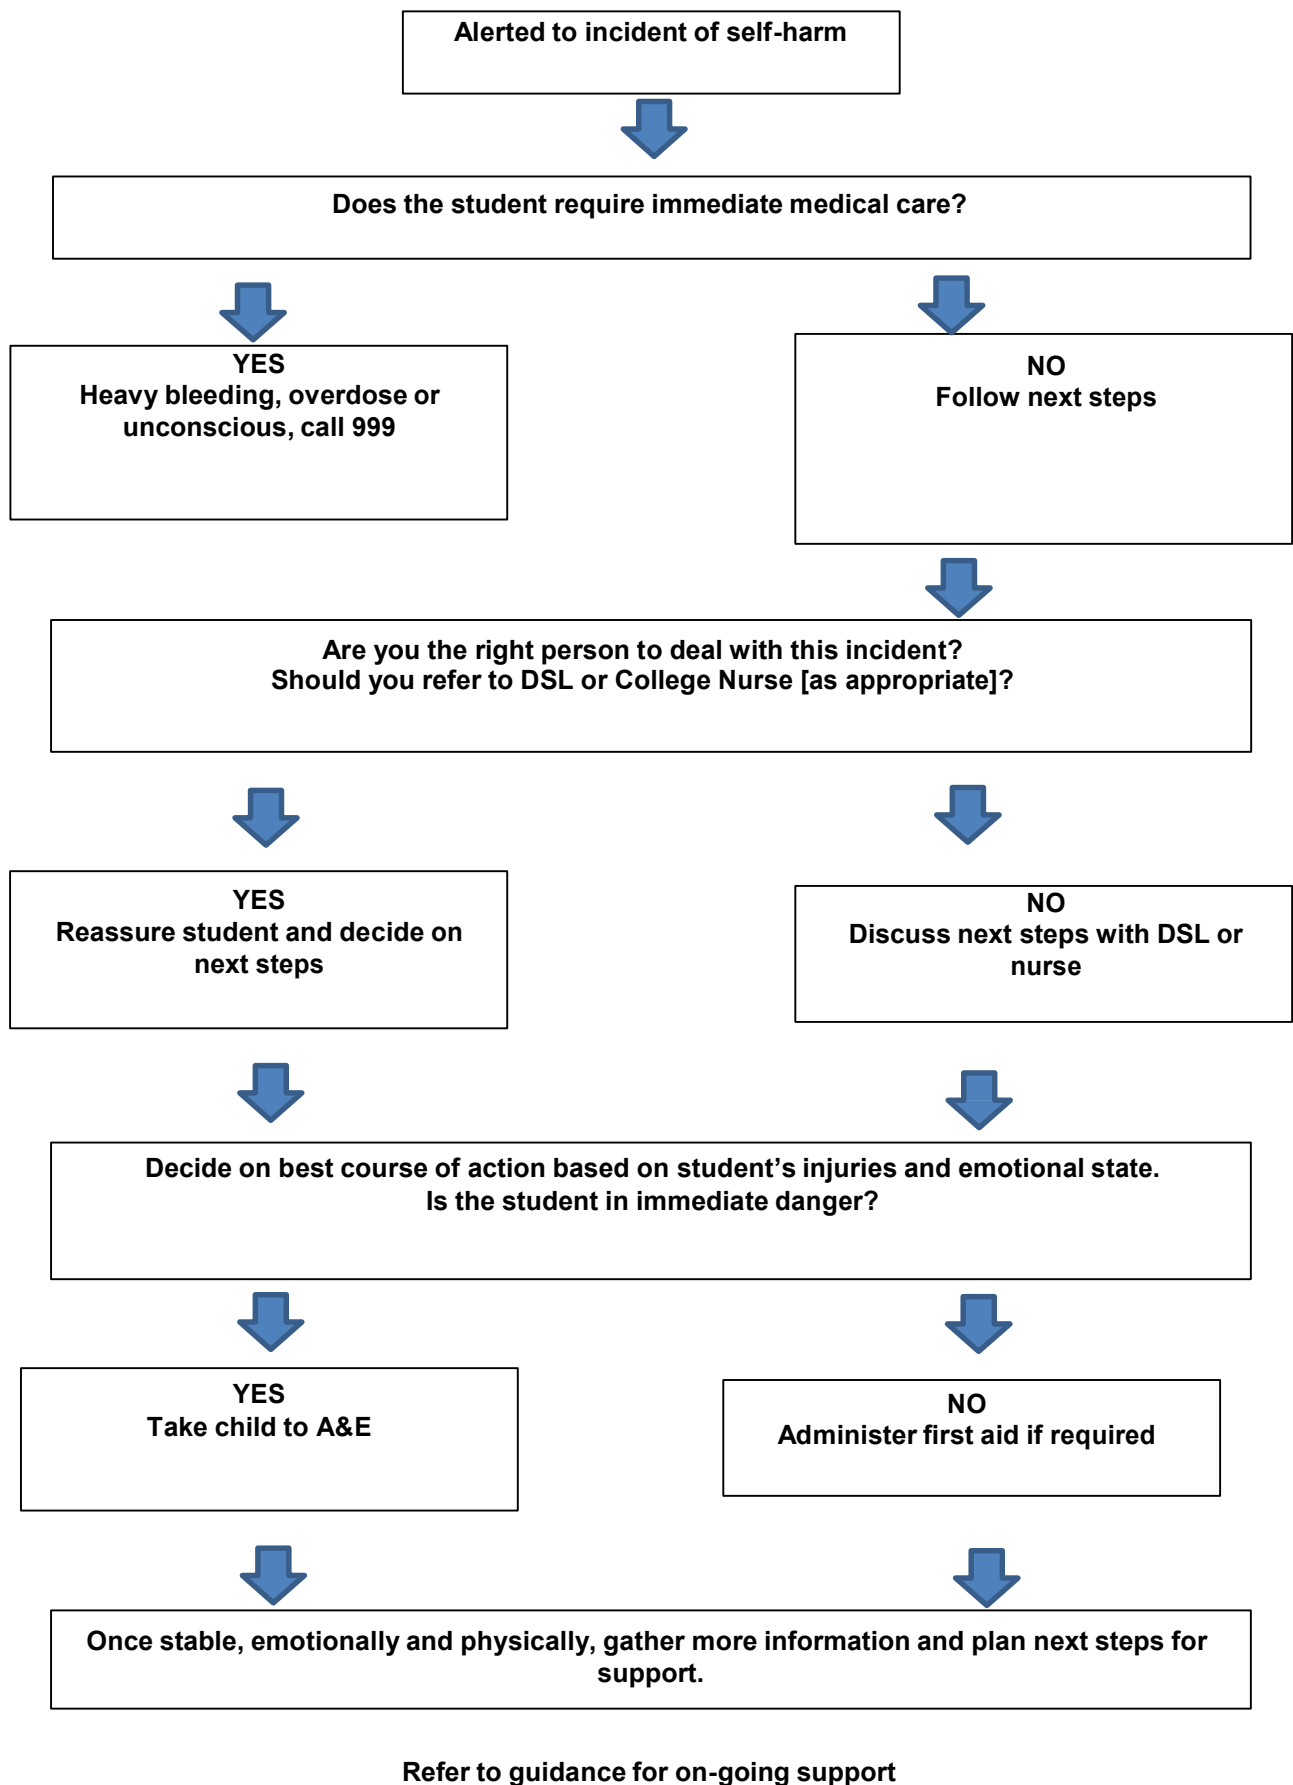 Alerted to incident of self-harm
Does the student require immediate medical care?
YES
Heavy bleeding, overdose or
unconscious, call 999
NO
Follow next steps
Are you the right person to deal with this incident?
Should you refer to DSL or College Nurse [as appropriate]?
YES
Reassure student and decide on
next steps
NO
Discuss next steps with DSL or
nurse
Decide on best course of action based on student’s injuries and emotional state.
Is the student in immediate danger?
YES
Take child to A&E
NO
Administer first aid if required
Once stable, emotionally and physically, gather more information and plan next steps for
support.
Refer to guidance for on-going support